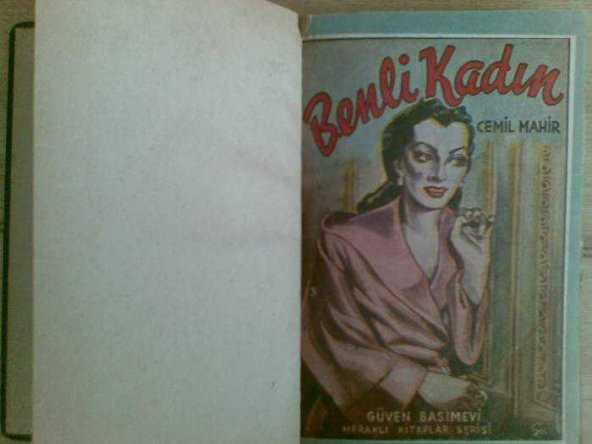 Benli Kadın
CEMİL MAHİR
GÜVEN BASIMEVİ
MERAKLI KİTAPLAR SERİSİ